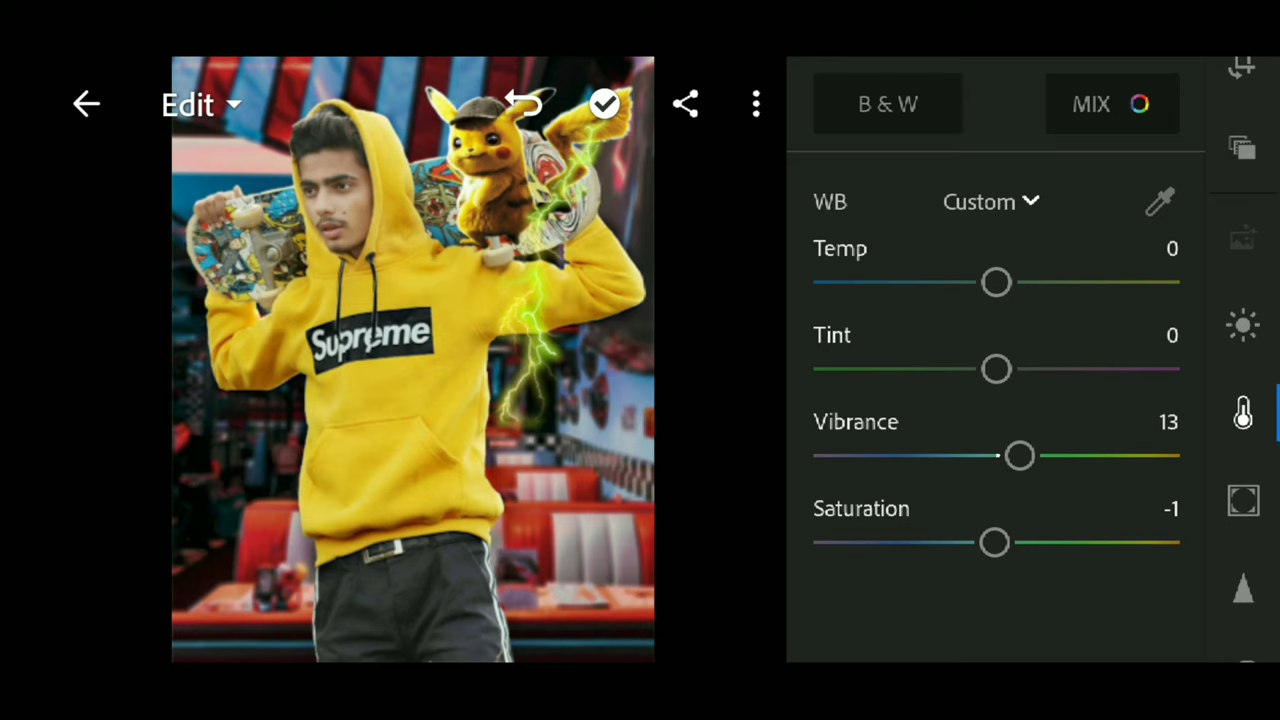 Edit
B & W
MIX
WB
Custom
Temp
0
Tint
0
Vibrance
13
Saturation
-1
Supreme